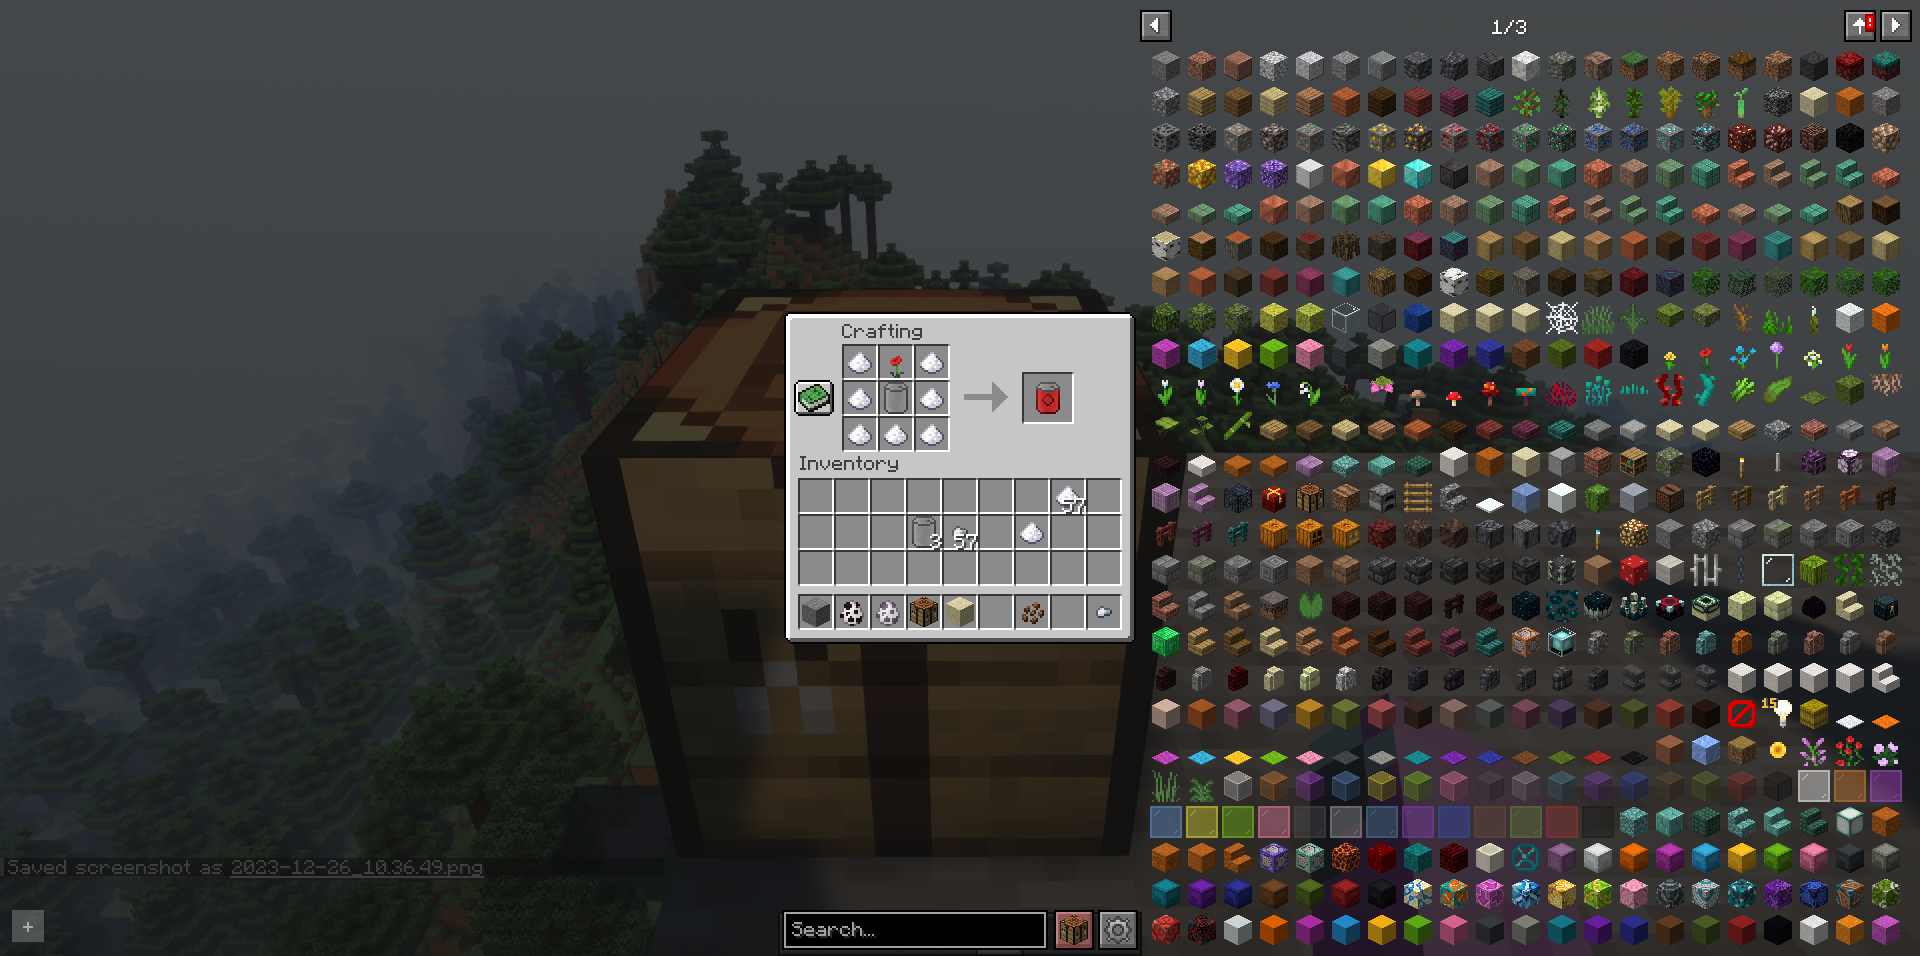 1/3
Crafting
Inventory
57
3
57
15
Saved screenshot as 2023-12-26_10.36.49.png
+
Search...